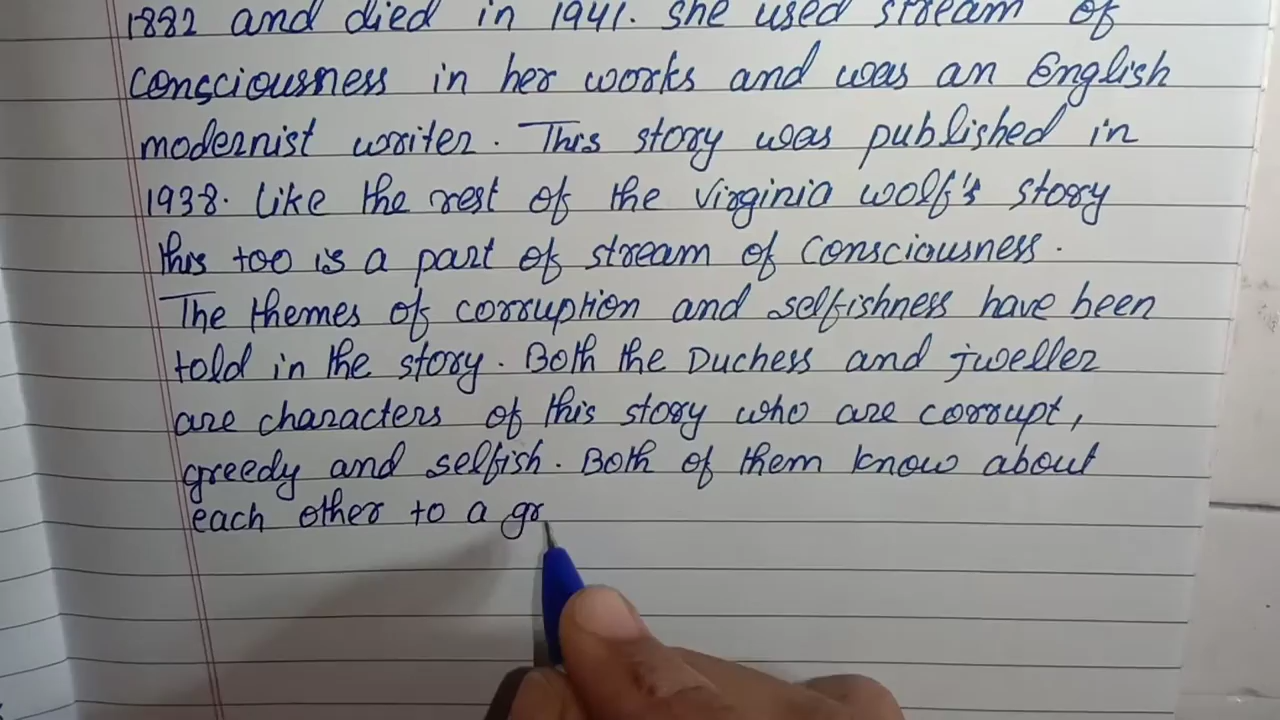 1882 and died in 1941. She used stream of
consciousness in her works and was an English
modernist writer. This story was published in
1938. Like the rest of the Virginia wolf's story
this too is a part of stream of consciousness.
The themes of corruption and selfishness have been
told in the story. Both the Duchess and jweller
are characters of this story who are corrupt,
greedy and selfish. Both of them know about
each other to a gr